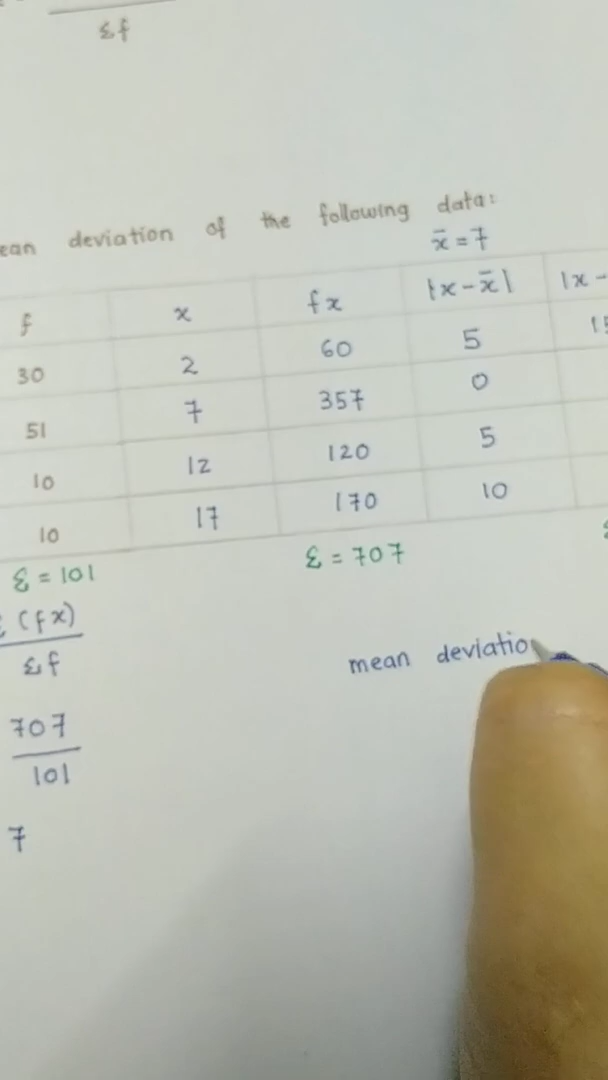 Σf
ean deviation of the following data:
x̄ = 7
f x fx |x - x̄| |x -
30 2 60 5 15
51 7 357 0
10 12 120 5
10 17 170 10
Σ = 101 Σ = 707
Σ (fx)
Σf
mean deviatio
707
101
7